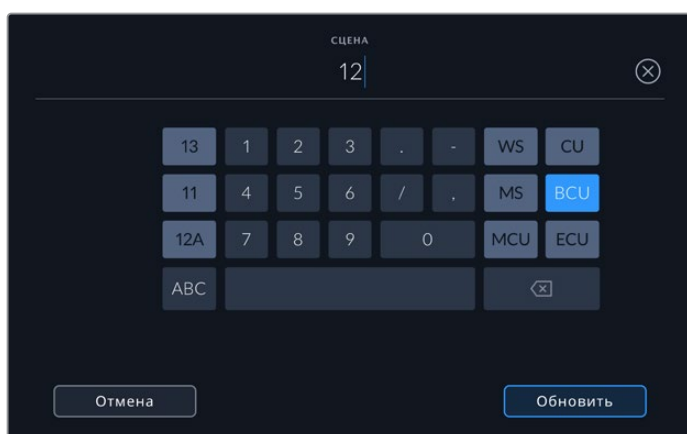 СЦЕНА
12
13 1 2 3 . - WS CU
11 4 5 6 / , MS BCU
12A 7 8 9 0 MCU ECU
ABC
Отмена Обновить